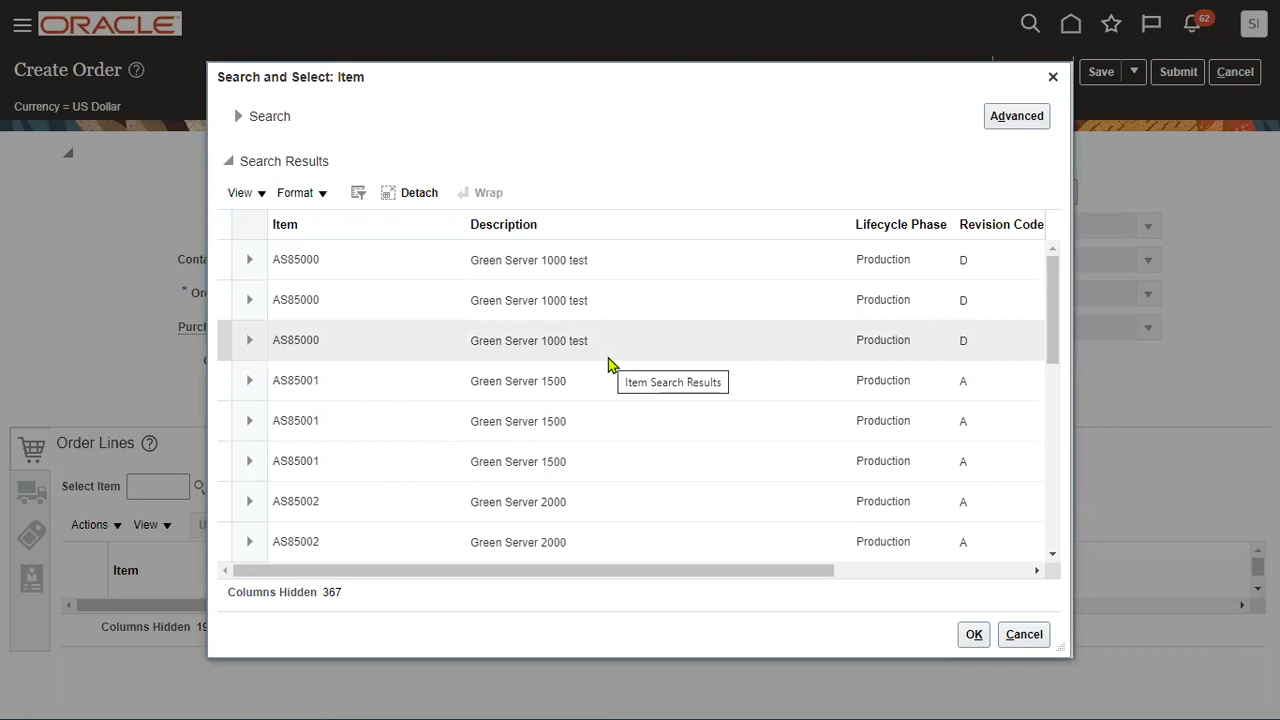 ORACLE
62
SI
Create Order
Save
Submit
Cancel
Currency = US Dollar
Search and Select: Item
Search
Advanced
Search Results
View
Format
Detach
Wrap
Item Description Lifecycle Phase Revision Code
AS85000 Green Server 1000 test Production D
AS85000 Green Server 1000 test Production D
AS85000 Green Server 1000 test Production D
AS85001 Green Server 1500 Production A
Item Search Results
AS85001 Green Server 1500 Production A
AS85001 Green Server 1500 Production A
AS85002 Green Server 2000 Production A
AS85002 Green Server 2000 Production A
Columns Hidden 367
OK
Cancel
Order Lines
Select Item
Actions
View
Item
Columns Hidden